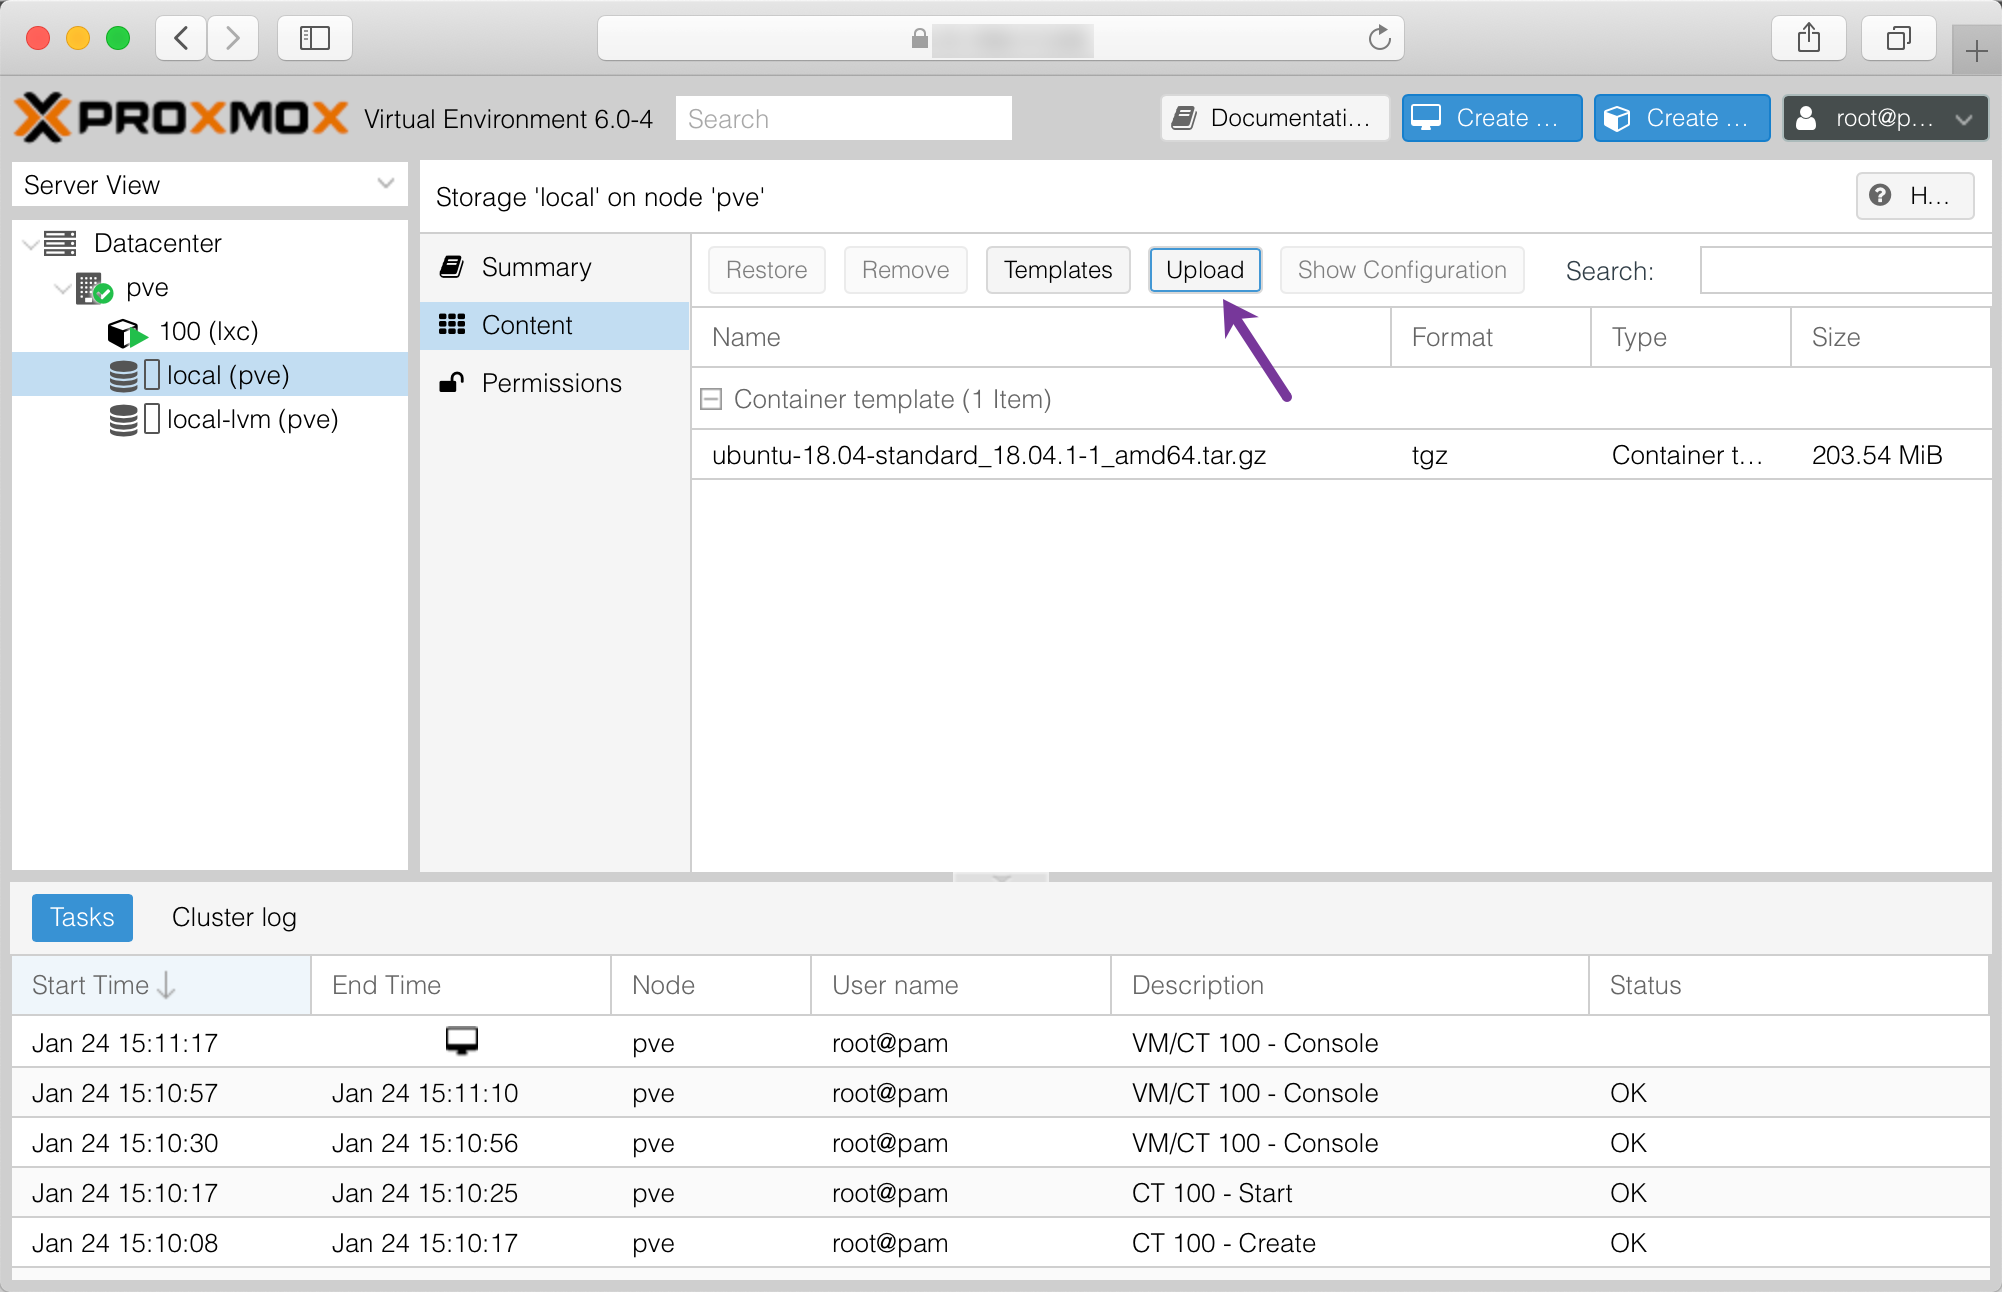 PROXMOX Virtual Environment 6.0-4 Search Documentati... Create ... Create ... root@p...
Server View
Datacenter
pve
100 (lxc)
local (pve)
local-lvm (pve)
Storage 'local' on node 'pve' H...
Summary
Content
Permissions
Restore Remove Templates Upload Show Configuration Search:
Name Format Type Size
Container template (1 Item)
ubuntu-18.04-standard_18.04.1-1_amd64.tar.gz tgz Container t... 203.54 MiB
Tasks Cluster log
Start Time End Time Node User name Description Status
Jan 24 15:11:17 pve root@pam VM/CT 100 - Console
Jan 24 15:10:57 Jan 24 15:11:10 pve root@pam VM/CT 100 - Console OK
Jan 24 15:10:30 Jan 24 15:10:56 pve root@pam VM/CT 100 - Console OK
Jan 24 15:10:17 Jan 24 15:10:25 pve root@pam CT 100 - Start OK
Jan 24 15:10:08 Jan 24 15:10:17 pve root@pam CT 100 - Create OK